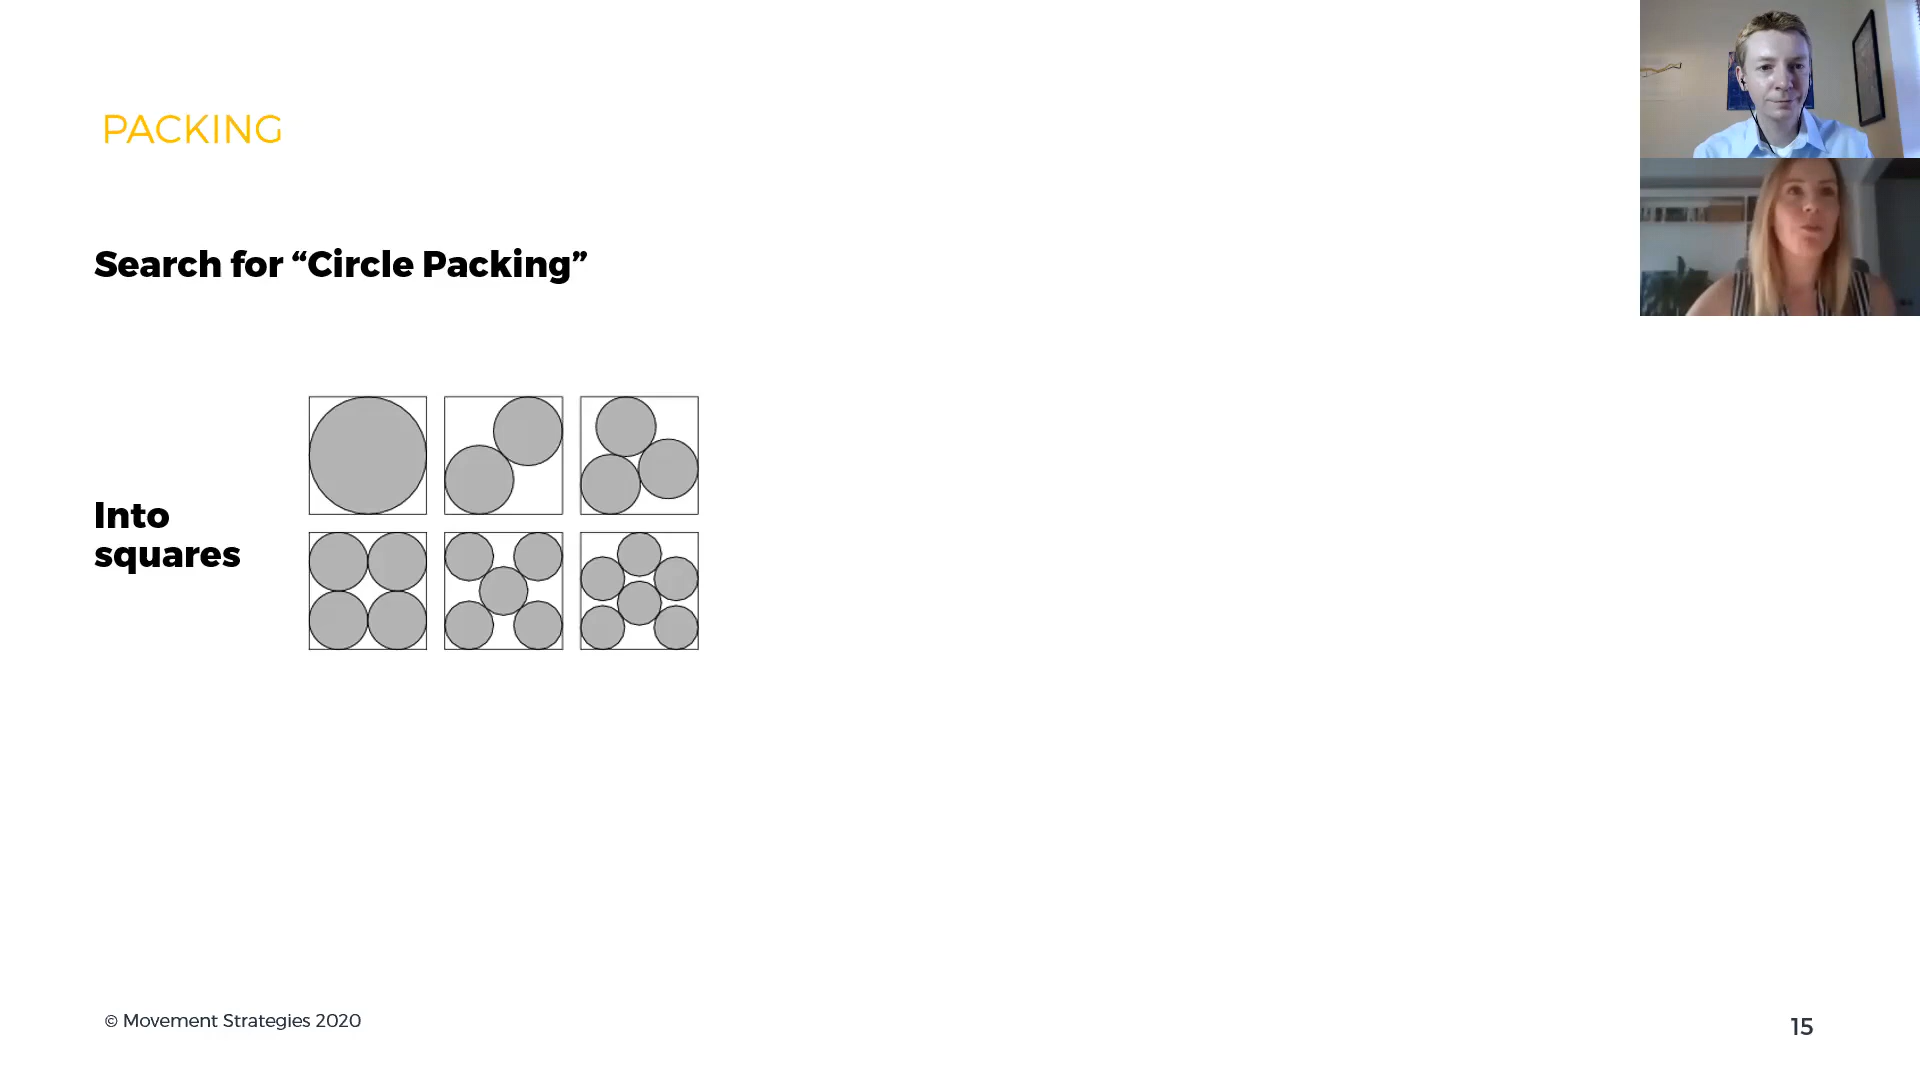 PACKING
Search for “Circle Packing”
Into
squares
© Movement Strategies 2020
15